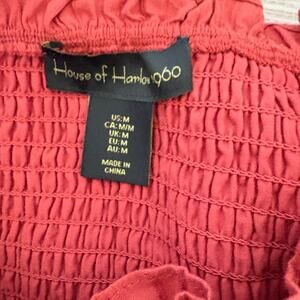 House of Harlow 1960
US:M
CA:M/M
UK:M
EU:M
AU:M
MADE IN
CHINA